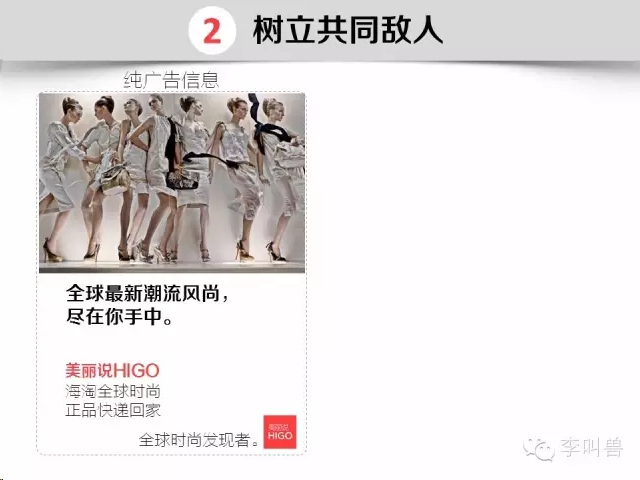 2 树立共同敌人
纯广告信息
全球最新潮流风尚，
尽在你手中。
美丽说HIGO
海淘全球时尚
正品快递回家
全球时尚发现者。
美丽说
HIGO
李叫兽